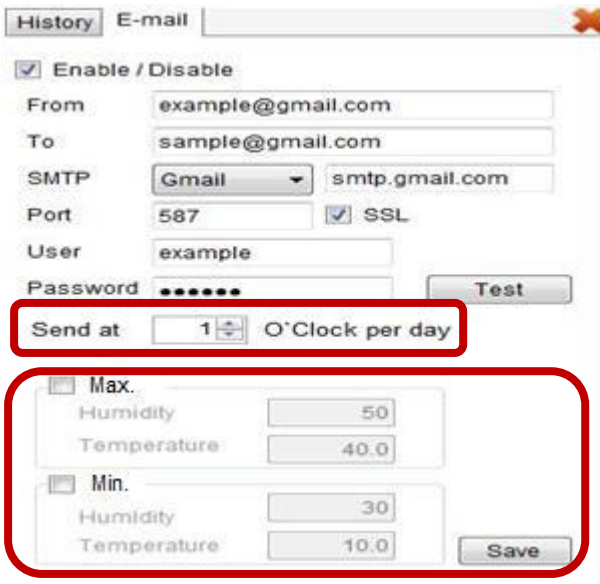 History E-mail
Enable / Disable
From example@gmail.com
To sample@gmail.com
SMTP Gmail smtp.gmail.com
Port 587 SSL
User example
Password ●●●●●●
Test
Send at 1 O`Clock per day
Max.
Humidity 50
Temperature 40.0
Min.
Humidity 30
Temperature 10.0
Save